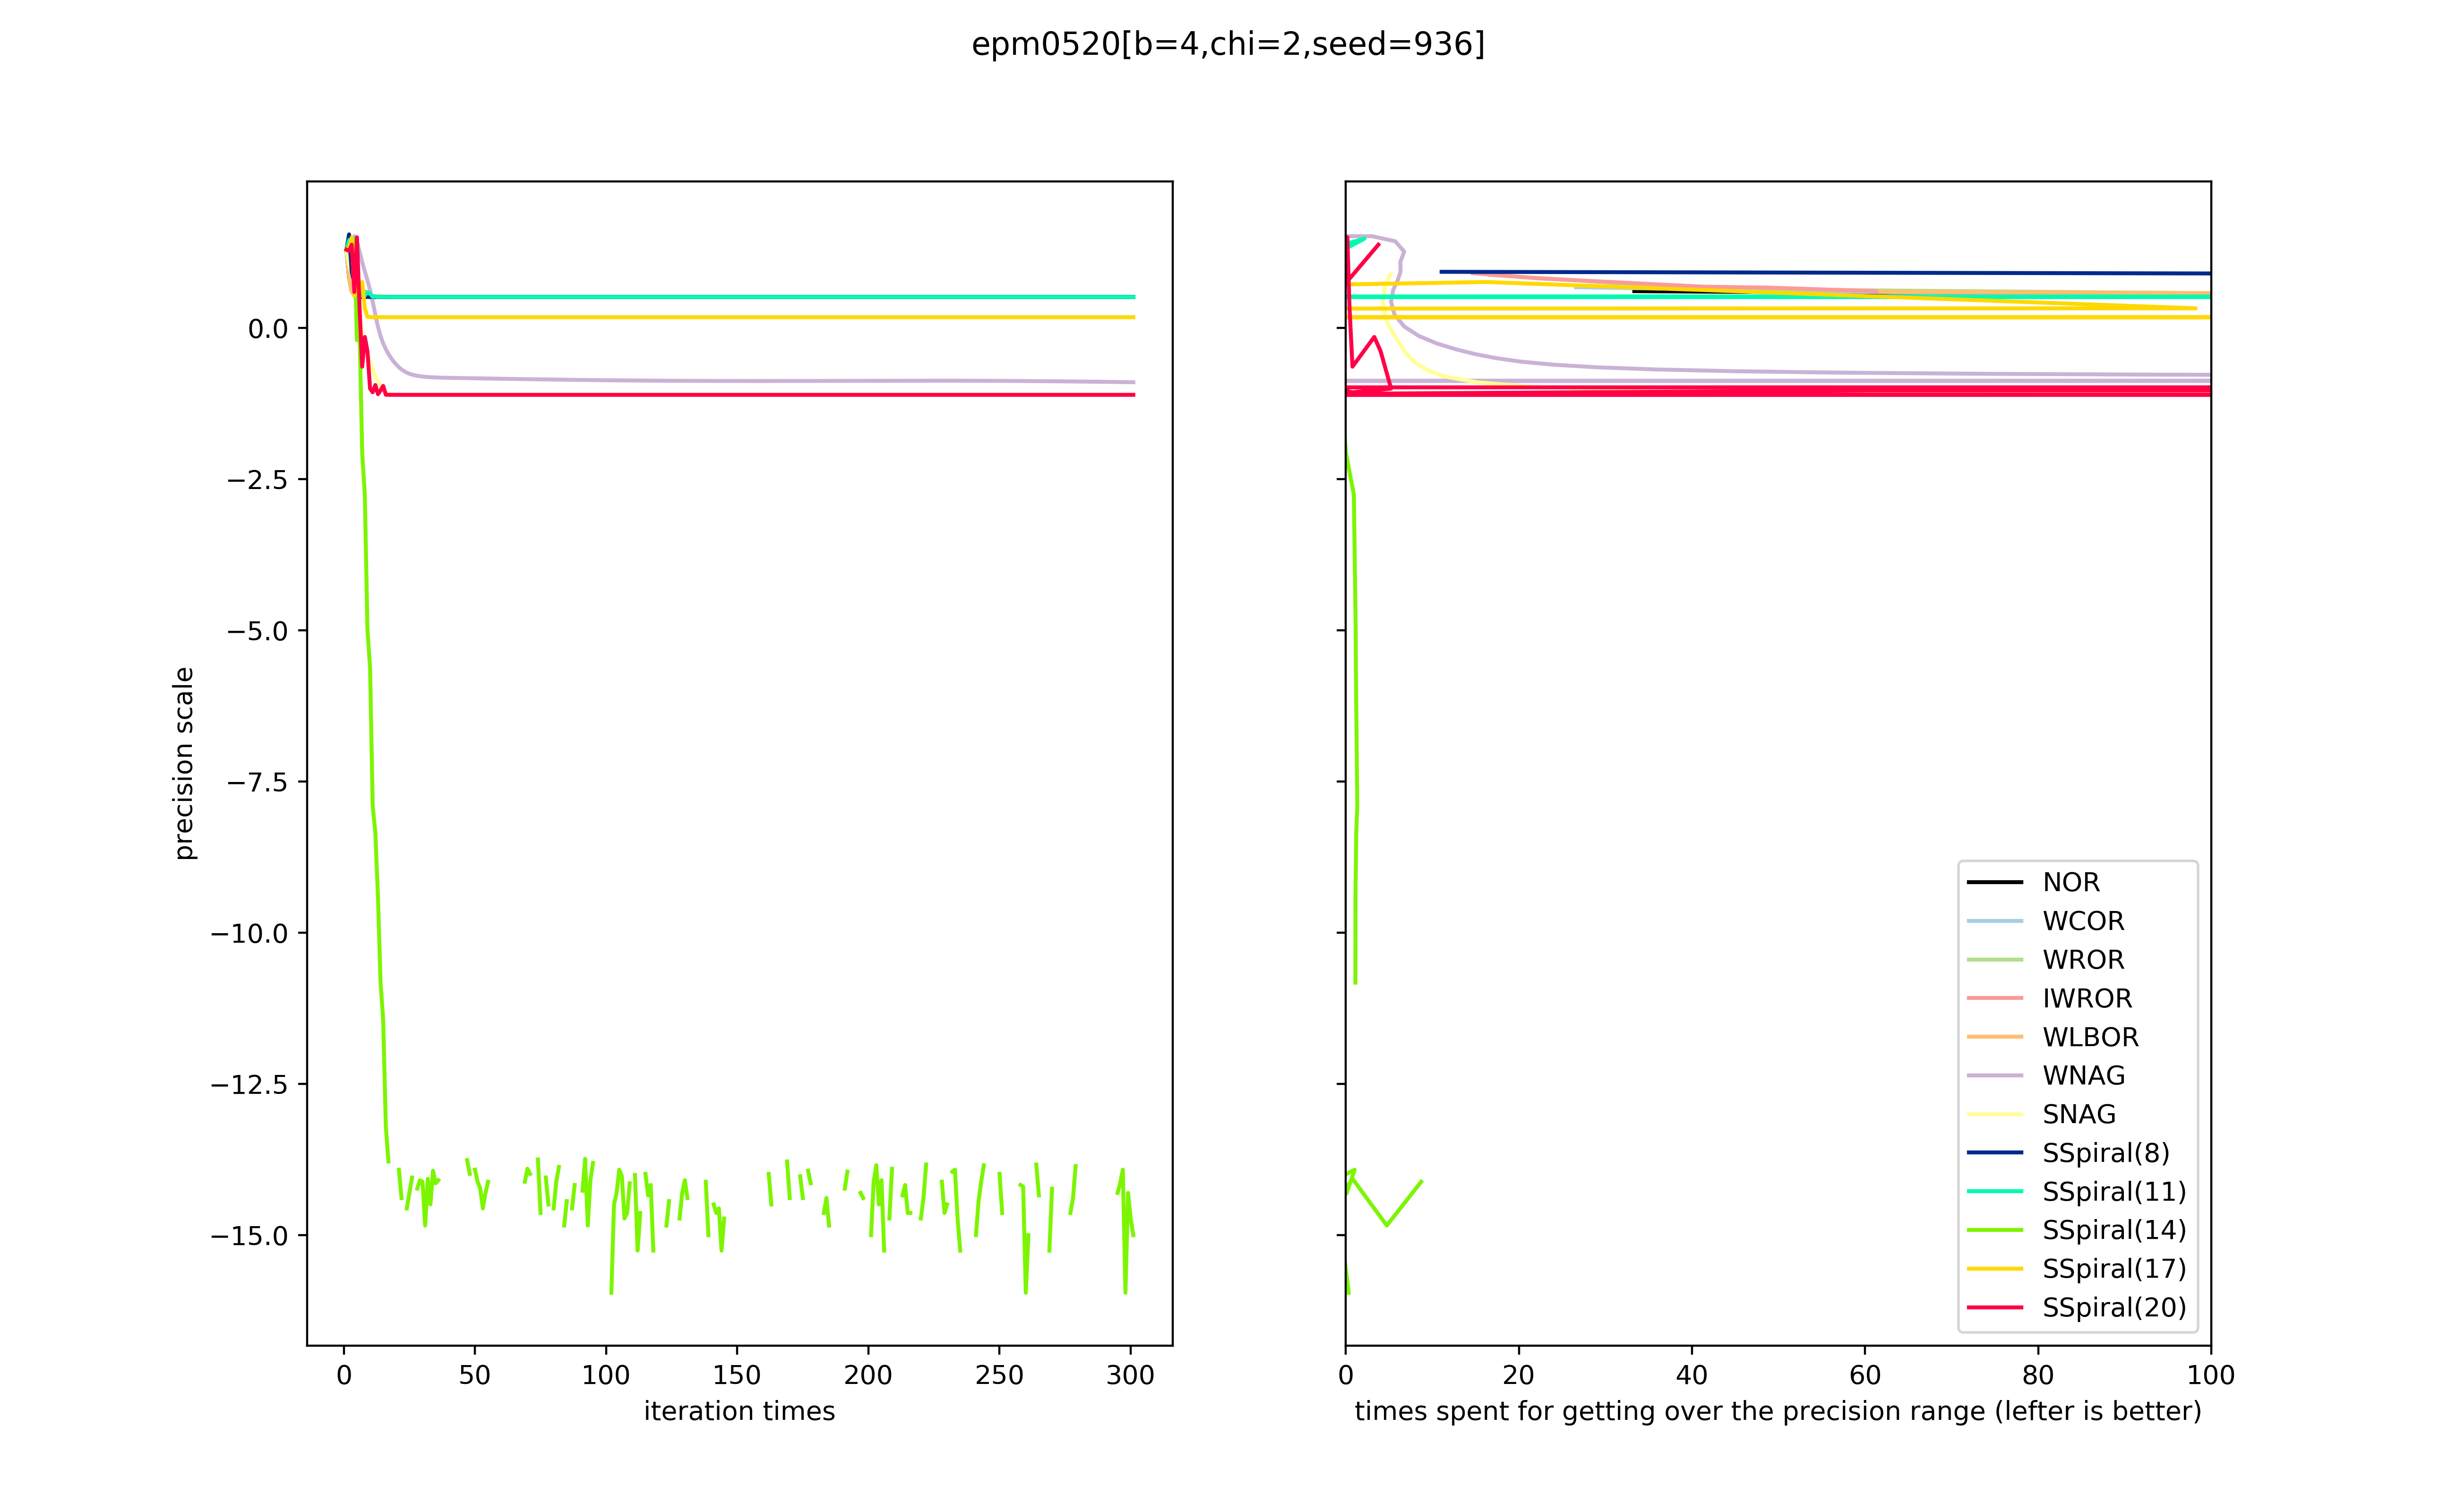 epm0520[b=4,chi=2,seed=936]
precision scale
0.0
−2.5
−5.0
−7.5
−10.0
−12.5
−15.0
0 50 100 150 200 250 300
iteration times
0 20 40 60 80 100
times spent for getting over the precision range (lefter is better)
NOR
WCOR
WROR
IWROR
WLBOR
WNAG
SNAG
SSpiral(8)
SSpiral(11)
SSpiral(14)
SSpiral(17)
SSpiral(20)